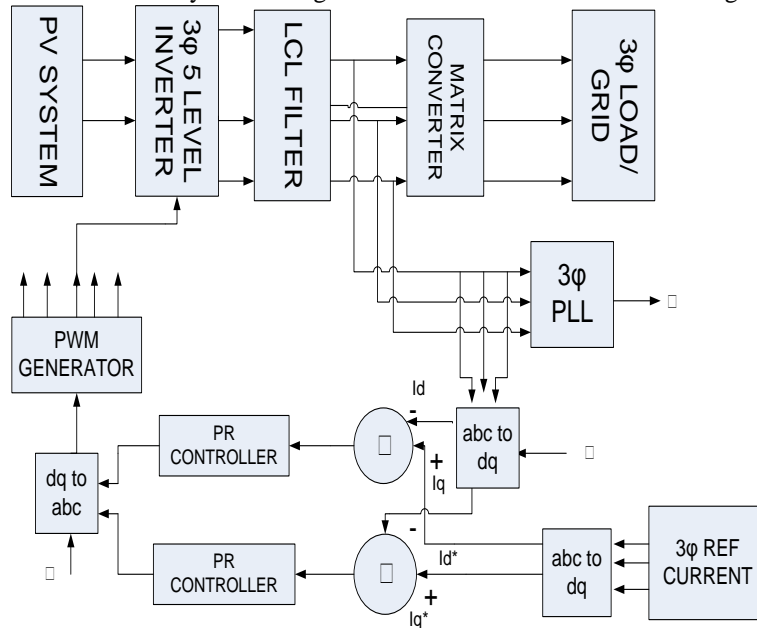 PV SYSTEM
3φ 5 LEVEL
INVERTER
LCL FILTER
MATRIX
CONVERTER
3φ LOAD/
GRID
3φ
PLL
PWM
GENERATOR
Id
PR
CONTROLLER
-
abc to
dq
+
Iq
dq to
abc
-
PR
CONTROLLER
Id*
abc to
dq
3φ REF
CURRENT
+
Iq*